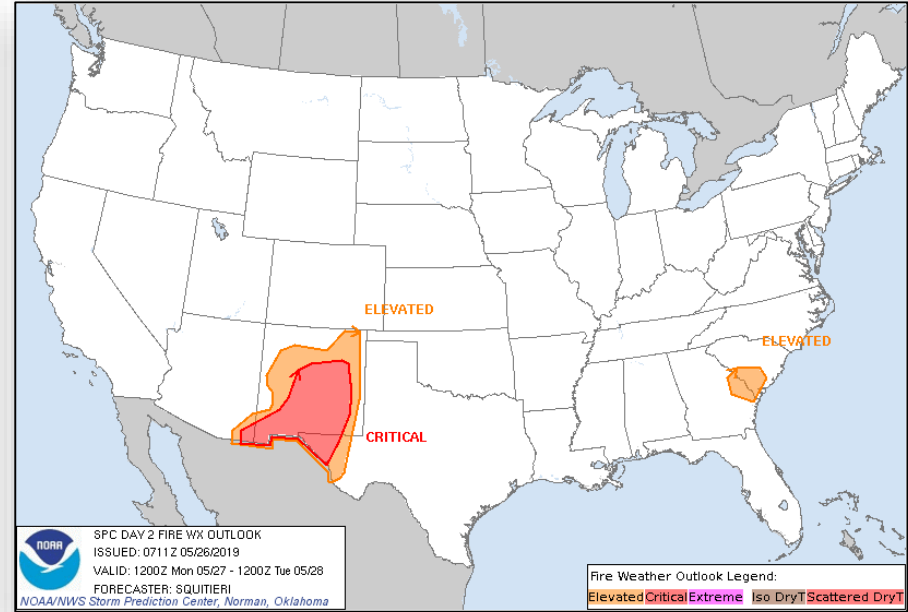 ELEVATED
ELEVATED
CRITICAL
NOAA
SPC DAY 2 FIRE WX OUTLOOK
ISSUED: 0711Z 05/26/2019
VALID: 1200Z Mon 05/27 - 1200Z Tue 05/28
FORECASTER: SQUITIERI
NOAA/NWS Storm Prediction Center, Norman, Oklahoma
Fire Weather Outlook Legend:
Elevated Critical Extreme Iso DryT Scattered DryT